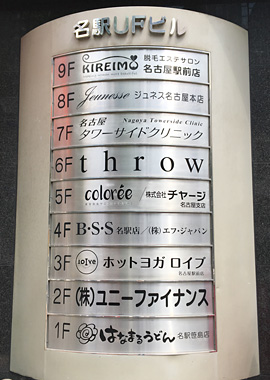 名駅UFビル
9F KIREIMO 脱毛エステサロン
名古屋駅前店
8F Jeunesse ジュネス名古屋本店
7F 名古屋 Nagoya Towerside Clinic
タワーサイドクリニック
6F throw
5F colorée 株式会社チャージ
名古屋支店
4F B・S・S 名駅店/(株)エフ・ジャパン
3F loIve ホットヨガ ロイブ
名古屋駅前店
2F (株)ユニーファイナンス
1F はなまるうどん 名駅笹島店